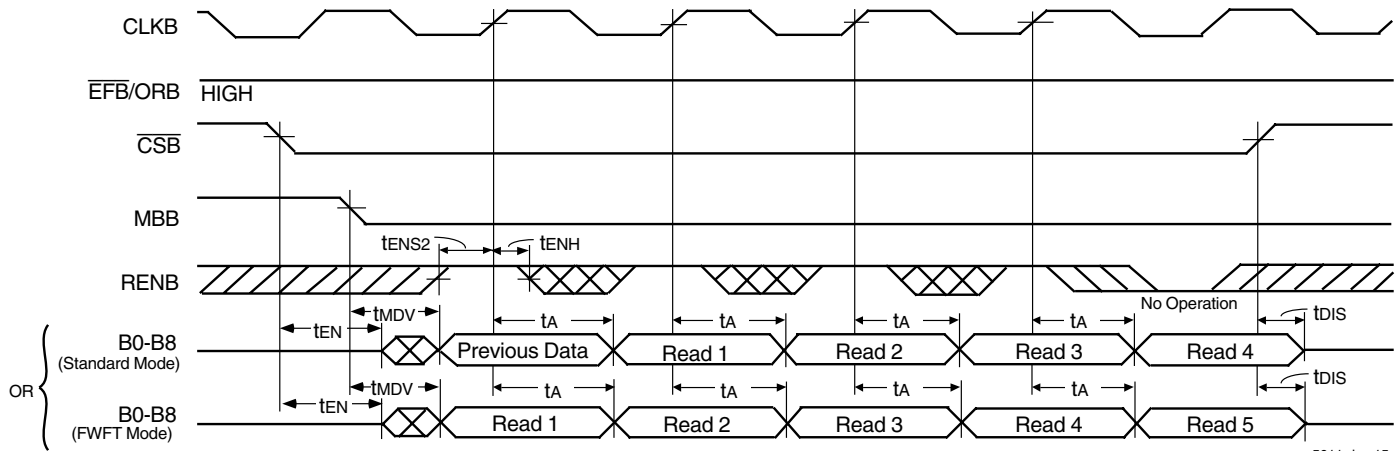 CLKB
EFB/ORB HIGH
CSB
MBB
tENS2 tENH
RENB
No Operation
tEN tMDV tA tA tA tA tDIS
B0-B8
(Standard Mode)
Previous Data Read 1 Read 2 Read 3 Read 4
OR
tEN tMDV tA tA tA tA tDIS
B0-B8
(FWFT Mode)
Read 1 Read 2 Read 3 Read 4 Read 5